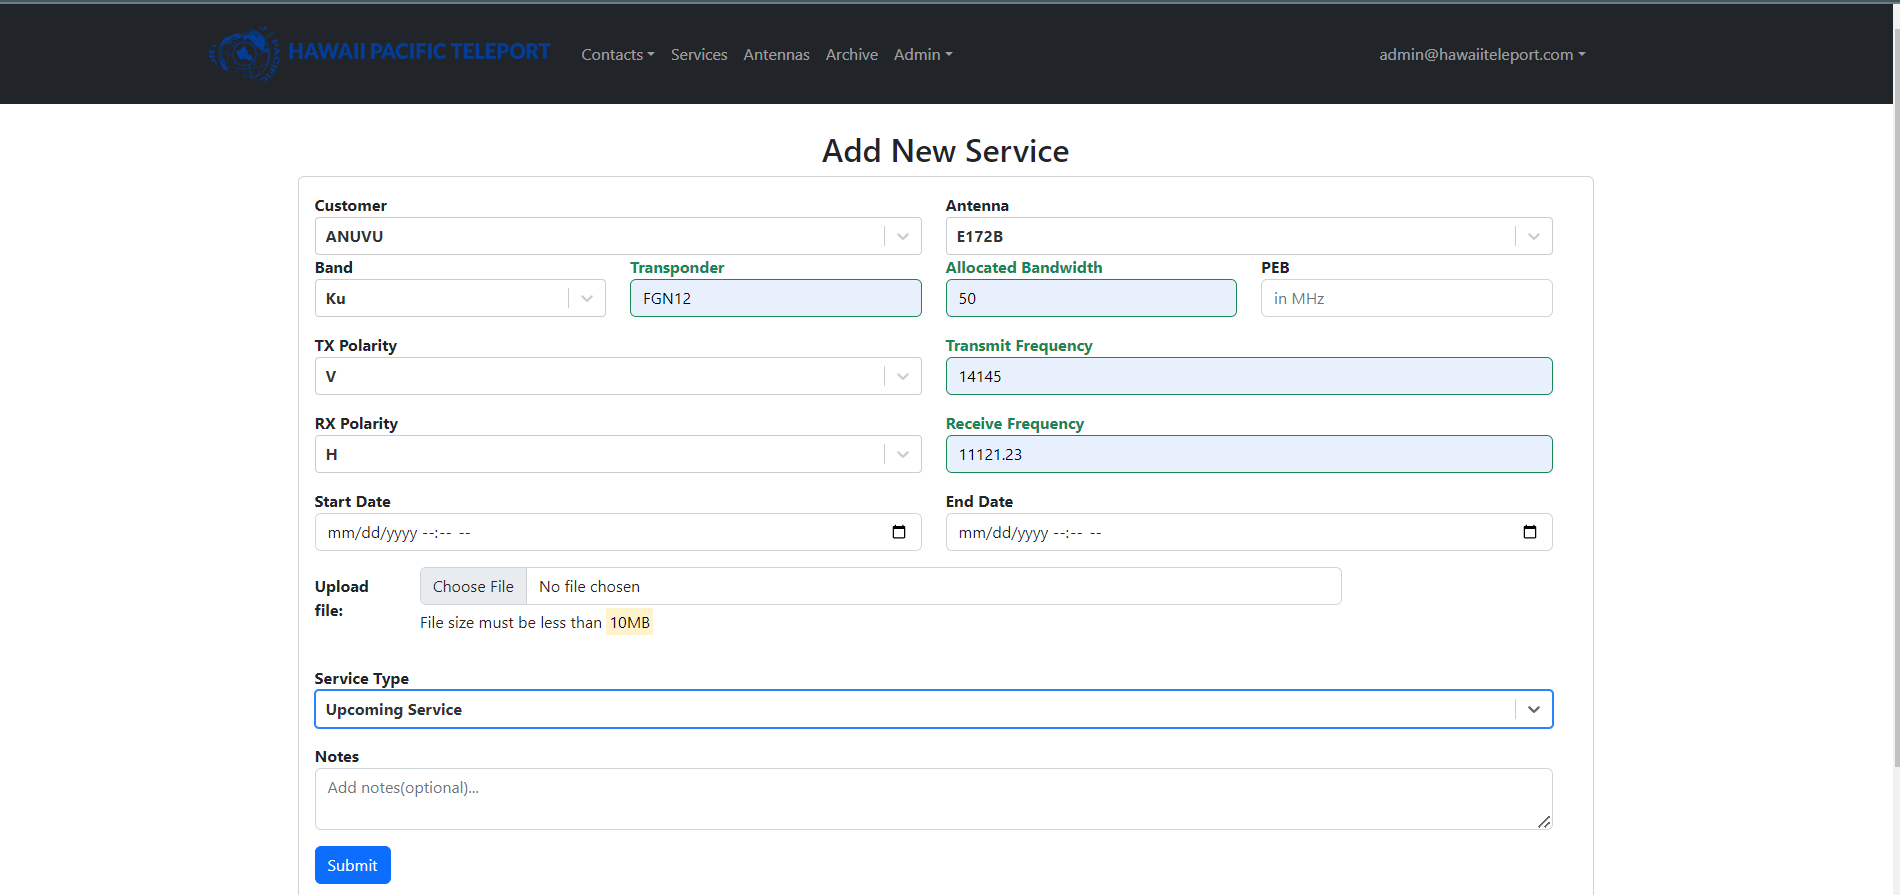 HAWAII PACIFIC TELEPORT Contacts Services Antennas Archive Admin admin@hawaiiteleport.com
Add New Service
Customer Antenna
ANUVU E172B
Band Transponder Allocated Bandwidth PEB
Ku FGN12 50 in MHz
TX Polarity Transmit Frequency
V 14145
RX Polarity Receive Frequency
H 11121.23
Start Date End Date
mm/dd/yyyy --:-- -- mm/dd/yyyy --:-- --
Upload file: Choose File No file chosen
File size must be less than 10MB
Service Type
Upcoming Service
Notes
Add notes(optional)...
Submit